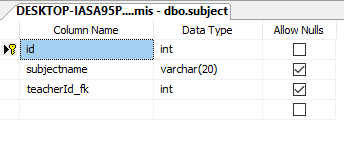 DESKTOP-IASA95P....mis - dbo.subject
Column Name Data Type Allow Nulls
id int
subjectname varchar(20)
teacherId_fk int